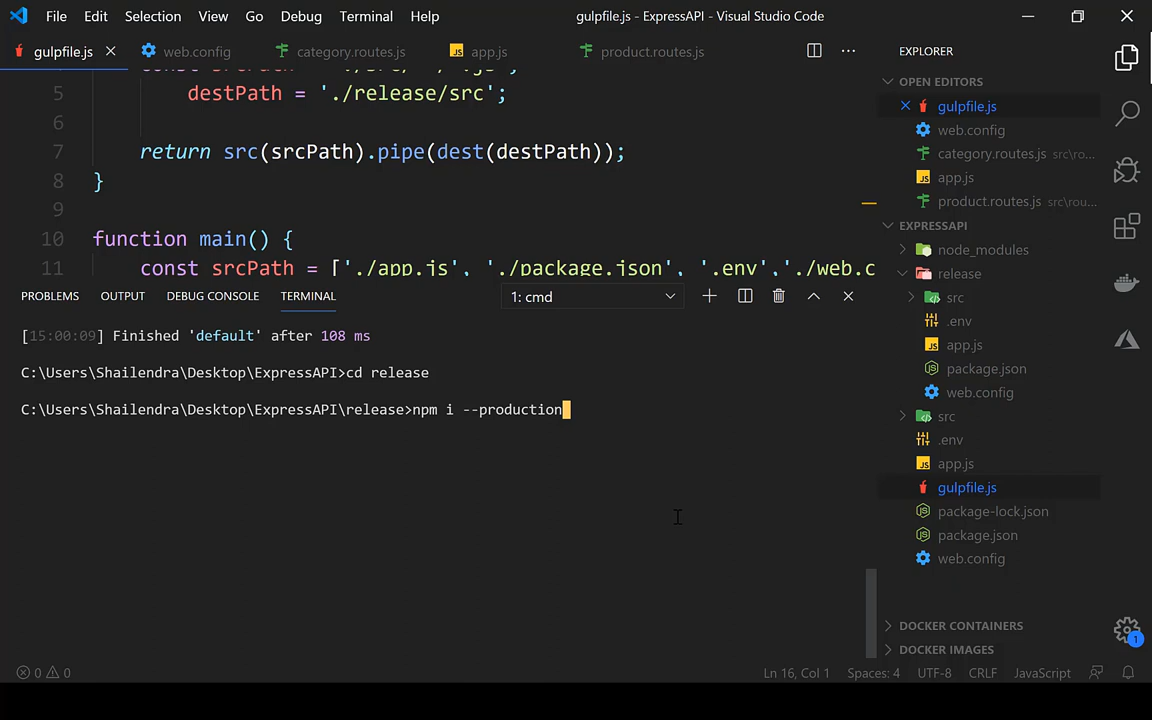 File Edit Selection View Go Debug Terminal Help
gulpfile.js - ExpressAPI - Visual Studio Code
gulpfile.js
web.config
category.routes.js
app.js
product.routes.js
5 destPath = './release/src';
6
7 return src(srcPath).pipe(dest(destPath));
8 }
9
10 function main() {
11 const srcPath = ['./app.js', './package.json', '.env','./web.c
PROBLEMS OUTPUT DEBUG CONSOLE TERMINAL
1: cmd
[15:00:09] Finished 'default' after 108 ms
C:\Users\Shailendra\Desktop\ExpressAPI>cd release
C:\Users\Shailendra\Desktop\ExpressAPI\release>npm i --production
EXPLORER
OPEN EDITORS
gulpfile.js
web.config
category.routes.js src\ro...
app.js
product.routes.js src\rou...
EXPRESSAPI
node_modules
release
src
.env
app.js
package.json
web.config
src
.env
app.js
gulpfile.js
package-lock.json
package.json
web.config
DOCKER CONTAINERS
DOCKER IMAGES
1
0 0
Ln 16, Col 1 Spaces: 4 UTF-8 CRLF JavaScript